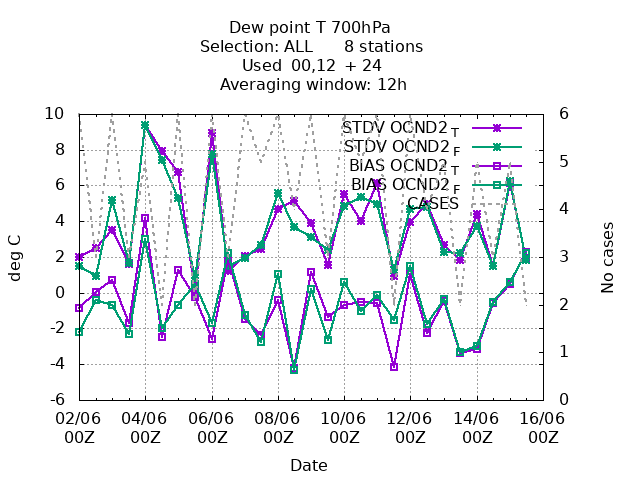 Dew point T 700hPa
Selection: ALL 8 stations
Used 00,12 + 24
Averaging window: 12h
10 6
STDV OCND2 T
8 STDV OCND2 F 5
BIAS OCND2 T
6 BIAS OCND2 F
CASES 4
4
deg C
2 3
No cases
0 2
-2
-4 1
-6 0
02/06 04/06 06/06 08/06 10/06 12/06 14/06 16/06
00Z 00Z 00Z 00Z 00Z 00Z 00Z 00Z
Date